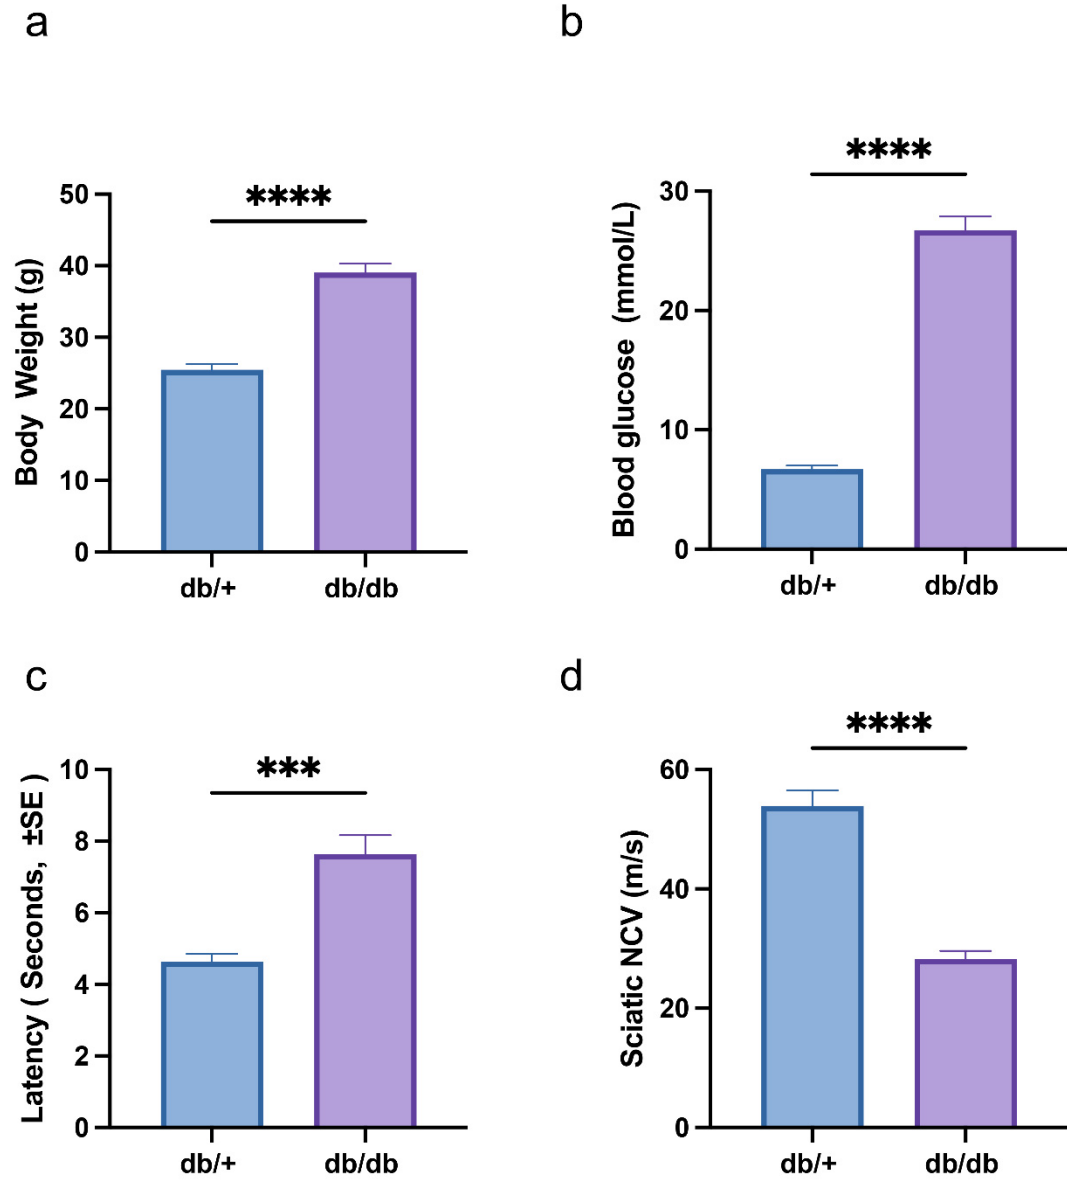 a
b
****
50
40
30
20
10
0
Body Weight (g)
db/+
db/db
****
30
20
10
0
Blood glucose (mmol/L)
db/+
db/db
c
d
***
10
8
6
4
2
0
Latency ( Seconds, ±SE )
db/+
db/db
****
60
40
20
0
Sciatic NCV (m/s)
db/+
db/db